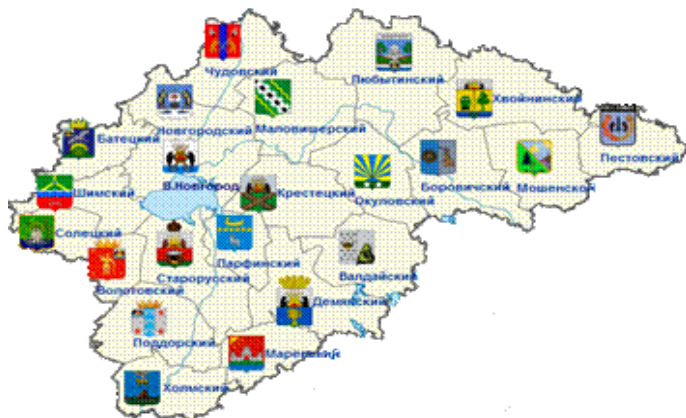 Чудовский
Любытинский
Хвойнинский
Новгородский
Маловишерский
Батецкий
Пестовский
Шимский
В.Новгород
Крестецкий
Окуловский
Боровичский
Мошенской
Солецкий
Парфинский
Валдайский
Старорусский
Волотовский
Демянский
Поддорский
Марёвский
Холмский